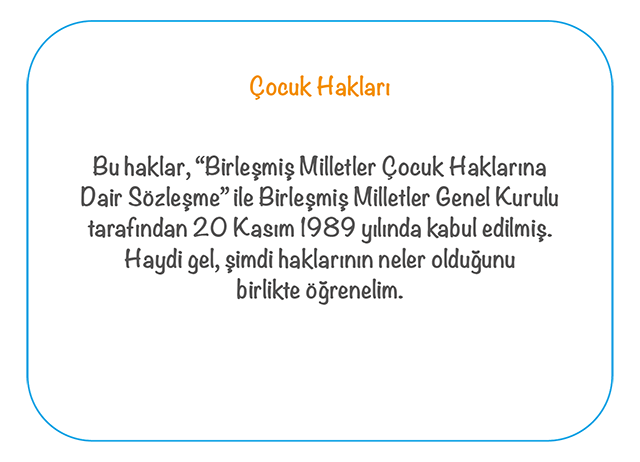 Çocuk Hakları
Bu haklar, “Birleşmiş Milletler Çocuk Haklarına
Dair Sözleşme” ile Birleşmiş Milletler Genel Kurulu
tarafından 20 Kasım 1989 yılında kabul edilmiş.
Haydi gel, şimdi haklarının neler olduğunu
birlikte öğrenelim.